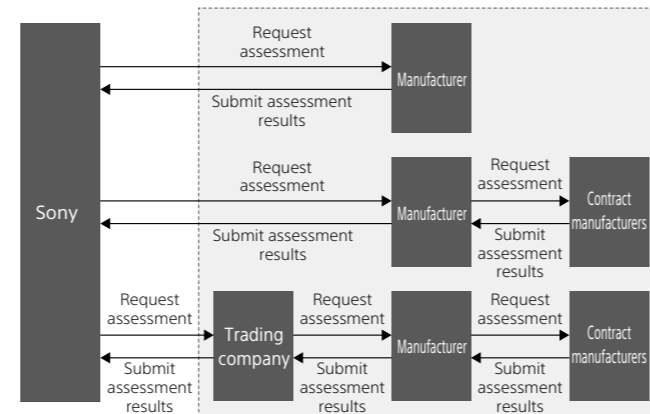 Sony
Request
assessment
Manufacturer
Submit assessment
results
Request
assessment
Manufacturer
Submit assessment
results
Request
assessment
Contract
manufacturers
Submit
assessment
results
Request
assessment
Submit
assessment
results
Trading
company
Request
assessment
Submit
assessment
results
Manufacturer
Request
assessment
Submit
assessment
results
Contract
manufacturers